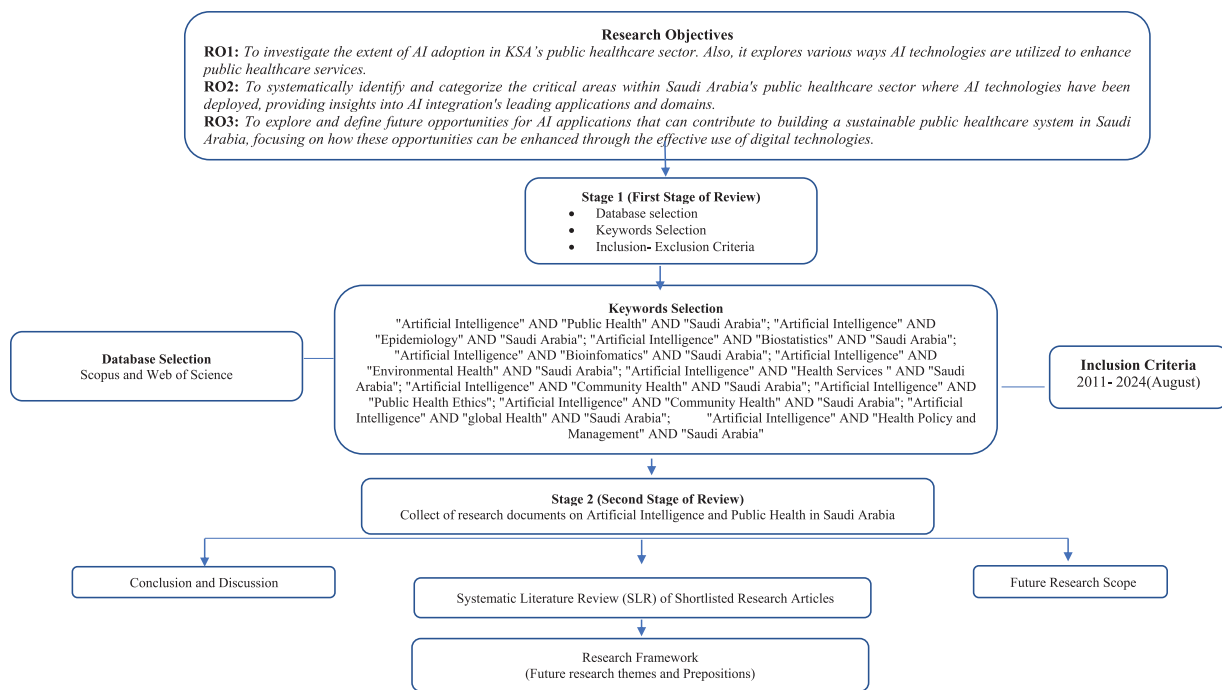 Research Objectives
RO1: To investigate the extent of AI adoption in KSA's public healthcare sector. Also, it explores various ways AI technologies are utilized to enhance
public healthcare services.
RO2: To systematically identify and categorize the critical areas within Saudi Arabia's public healthcare sector where AI technologies have been
deployed, providing insights into AI integration's leading applications and domains.
RO3: To explore and define future opportunities for AI applications that can contribute to building a sustainable public healthcare system in Saudi
Arabia, focusing on how these opportunities can be enhanced through the effective use of digital technologies.
Stage 1 (First Stage of Review)
• Database selection
• Keywords Selection
• Inclusion- Exclusion Criteria
Database Selection
Scopus and Web of Science
Keywords Selection
"Artificial Intelligence" AND "Public Health" AND "Saudi Arabia"; "Artificial Intelligence" AND
"Epidemiology" AND "Saudi Arabia"; "Artificial Intelligence" AND "Biostatistics" AND "Saudi Arabia";
"Artificial Intelligence" AND "Bioinfomatics" AND "Saudi Arabia"; "Artificial Intelligence" AND
"Environmental Health" AND "Saudi Arabia"; "Artificial Intelligence" AND "Health Services " AND "Saudi
Arabia"; "Artificial Intelligence" AND "Community Health" AND "Saudi Arabia"; "Artificial Intelligence" AND
"Public Health Ethics"; "Artificial Intelligence" AND "Community Health" AND "Saudi Arabia"; "Artificial
Intelligence" AND "global Health" AND "Saudi Arabia"; "Artificial Intelligence" AND "Health Policy and
Management" AND "Saudi Arabia"
Inclusion Criteria
2011- 2024(August)
Stage 2 (Second Stage of Review)
Collect of research documents on Artificial Intelligence and Public Health in Saudi Arabia
Conclusion and Discussion
Systematic Literature Review (SLR) of Shortlisted Research Articles
Future Research Scope
Research Framework
(Future research themes and Prepositions)